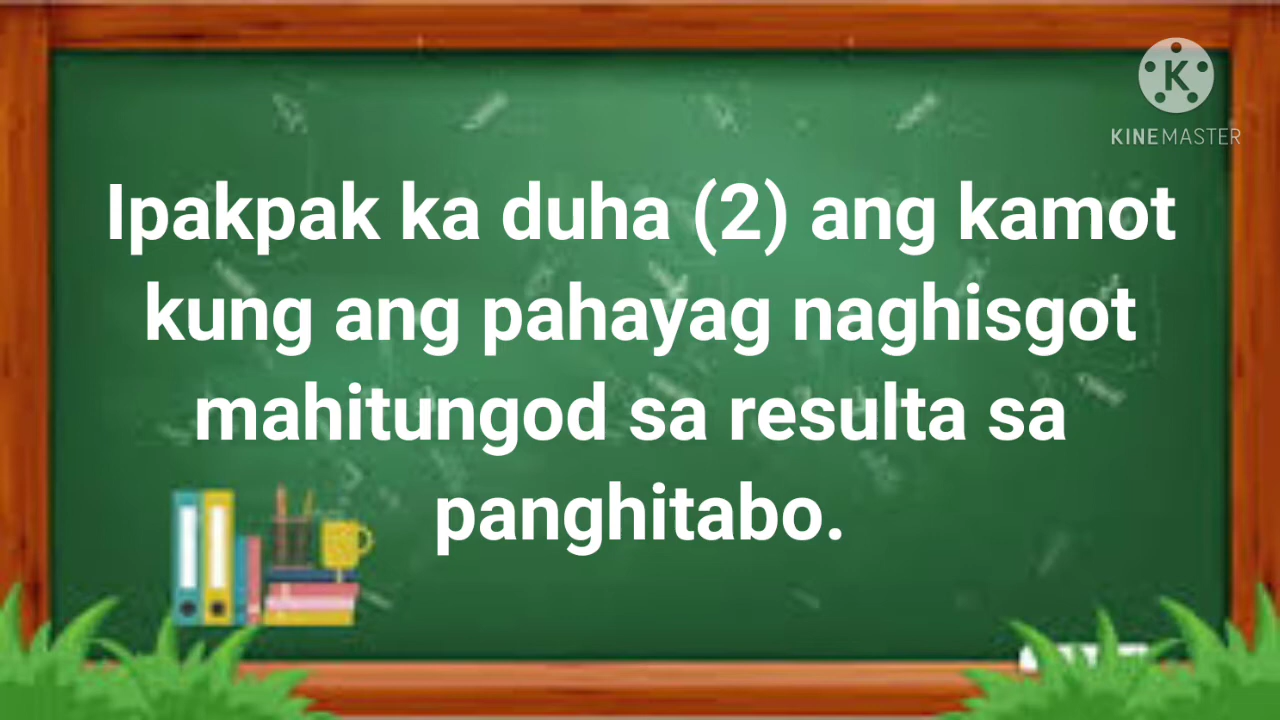 KINEMASTER
Ipakpak ka duha (2) ang kamot
kung ang pahayag naghisgot
mahitungod sa resulta sa
panghitabo.